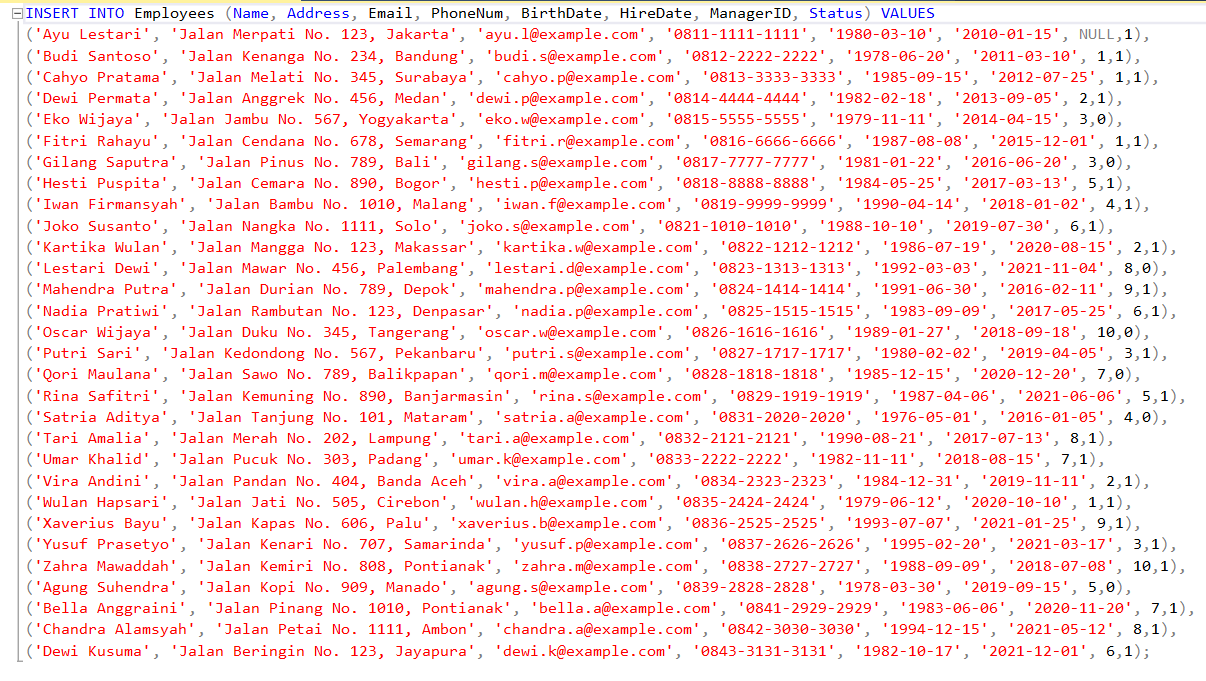 INSERT INTO Employees (Name, Address, Email, PhoneNum, BirthDate, HireDate, ManagerID, Status) VALUES
('Ayu Lestari', 'Jalan Merpati No. 123, Jakarta', 'ayu.l@example.com', '0811-1111-1111', '1980-03-10', '2010-01-15', NULL,1),
('Budi Santoso', 'Jalan Kenanga No. 234, Bandung', 'budi.s@example.com', '0812-2222-2222', '1978-06-20', '2011-03-10', 1,1),
('Cahyo Pratama', 'Jalan Melati No. 345, Surabaya', 'cahyo.p@example.com', '0813-3333-3333', '1985-09-15', '2012-07-25', 1,1),
('Dewi Permata', 'Jalan Anggrek No. 456, Medan', 'dewi.p@example.com', '0814-4444-4444', '1982-02-18', '2013-09-05', 2,1),
('Eko Wijaya', 'Jalan Jambu No. 567, Yogyakarta', 'eko.w@example.com', '0815-5555-5555', '1979-11-11', '2014-04-15', 3,0),
('Fitri Rahayu', 'Jalan Cendana No. 678, Semarang', 'fitri.r@example.com', '0816-6666-6666', '1987-08-08', '2015-12-01', 1,1),
('Gilang Saputra', 'Jalan Pinus No. 789, Bali', 'gilang.s@example.com', '0817-7777-7777', '1981-01-22', '2016-06-20', 3,0),
('Hesti Puspita', 'Jalan Cemara No. 890, Bogor', 'hesti.p@example.com', '0818-8888-8888', '1984-05-25', '2017-03-13', 5,1),
('Iwan Firmansyah', 'Jalan Bambu No. 1010, Malang', 'iwan.f@example.com', '0819-9999-9999', '1990-04-14', '2018-01-02', 4,1),
('Joko Susanto', 'Jalan Nangka No. 1111, Solo', 'joko.s@example.com', '0821-1010-1010', '1988-10-10', '2019-07-30', 6,1),
('Kartika Wulan', 'Jalan Mangga No. 123, Makassar', 'kartika.w@example.com', '0822-1212-1212', '1986-07-19', '2020-08-15', 2,1),
('Lestari Dewi', 'Jalan Mawar No. 456, Palembang', 'lestari.d@example.com', '0823-1313-1313', '1992-03-03', '2021-11-04', 8,0),
('Mahendra Putra', 'Jalan Durian No. 789, Depok', 'mahendra.p@example.com', '0824-1414-1414', '1991-06-30', '2016-02-11', 9,1),
('Nadia Pratiwi', 'Jalan Rambutan No. 123, Denpasar', 'nadia.p@example.com', '0825-1515-1515', '1983-09-09', '2017-05-25', 6,1),
('Oscar Wijaya', 'Jalan Duku No. 345, Tangerang', 'oscar.w@example.com', '0826-1616-1616', '1989-01-27', '2018-09-18', 10,0),
('Putri Sari', 'Jalan Kedondong No. 567, Pekanbaru', 'putri.s@example.com', '0827-1717-1717', '1980-02-02', '2019-04-05', 3,1),
('Qori Maulana', 'Jalan Sawo No. 789, Balikpapan', 'qori.m@example.com', '0828-1818-1818', '1985-12-15', '2020-12-20', 7,0),
('Rina Safitri', 'Jalan Kemuning No. 890, Banjarmasin', 'rina.s@example.com', '0829-1919-1919', '1987-04-06', '2021-06-06', 5,1),
('Satria Aditya', 'Jalan Tanjung No. 101, Mataram', 'satria.a@example.com', '0831-2020-2020', '1976-05-01', '2016-01-05', 4,0),
('Tari Amalia', 'Jalan Merah No. 202, Lampung', 'tari.a@example.com', '0832-2121-2121', '1990-08-21', '2017-07-13', 8,1),
('Umar Khalid', 'Jalan Pucuk No. 303, Padang', 'umar.k@example.com', '0833-2222-2222', '1982-11-11', '2018-08-15', 7,1),
('Vira Andini', 'Jalan Pandan No. 404, Banda Aceh', 'vira.a@example.com', '0834-2323-2323', '1984-12-31', '2019-11-11', 2,1),
('Wulan Hapsari', 'Jalan Jati No. 505, Cirebon', 'wulan.h@example.com', '0835-2424-2424', '1979-06-12', '2020-10-10', 1,1),
('Xaverius Bayu', 'Jalan Kapas No. 606, Palu', 'xaverius.b@example.com', '0836-2525-2525', '1993-07-07', '2021-01-25', 9,1),
('Yusuf Prasetyo', 'Jalan Kenari No. 707, Samarinda', 'yusuf.p@example.com', '0837-2626-2626', '1995-02-20', '2021-03-17', 3,1),
('Zahra Mawaddah', 'Jalan Kemiri No. 808, Pontianak', 'zahra.m@example.com', '0838-2727-2727', '1988-09-09', '2018-07-08', 10,1),
('Agung Suhendra', 'Jalan Kopi No. 909, Manado', 'agung.s@example.com', '0839-2828-2828', '1978-03-30', '2019-09-15', 5,0),
('Bella Anggraini', 'Jalan Pinang No. 1010, Pontianak', 'bella.a@example.com', '0841-2929-2929', '1983-06-06', '2020-11-20', 7,1),
('Chandra Alamsyah', 'Jalan Petai No. 1111, Ambon', 'chandra.a@example.com', '0842-3030-3030', '1994-12-15', '2021-05-12', 8,1),
('Dewi Kusuma', 'Jalan Beringin No. 123, Jayapura', 'dewi.k@example.com', '0843-3131-3131', '1982-10-17', '2021-12-01', 6,1);